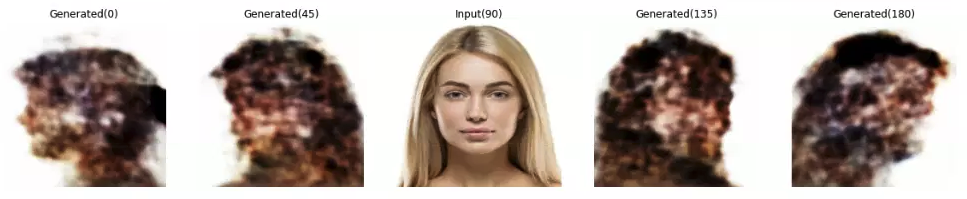 Generated(0)
Generated(45)
Input(90)
Generated(135)
Generated(180)